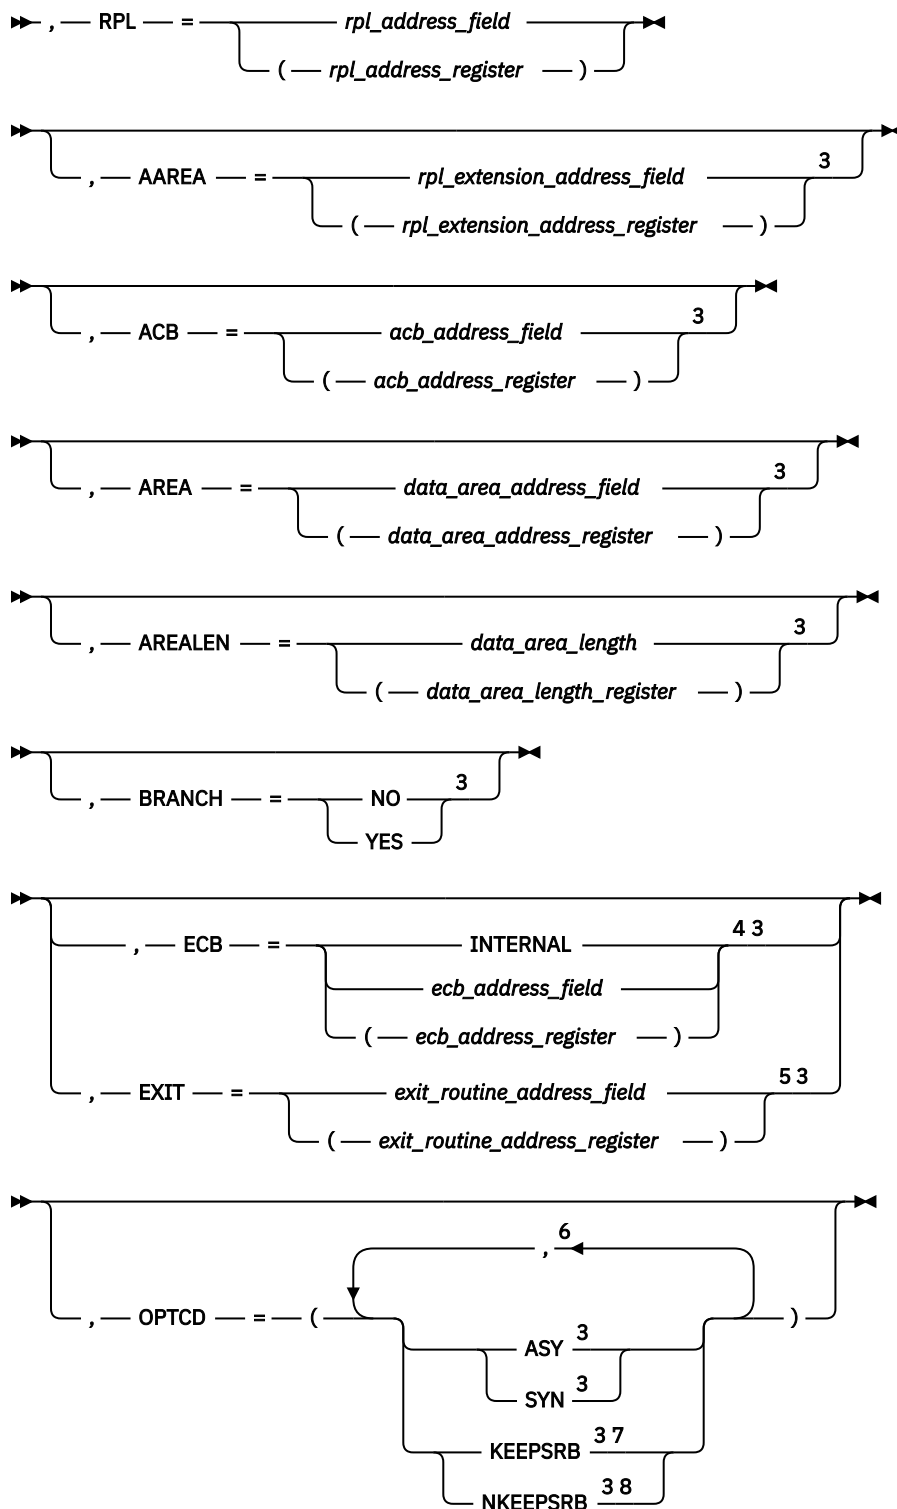 , RPL = rpl_address_field
( rpl_address_register )
, AAREA = rpl_extension_address_field 3
( rpl_extension_address_register )
, ACB = acb_address_field 3
( acb_address_register )
, AREA = data_area_address_field 3
( data_area_address_register )
, AREALEN = data_area_length 3
( data_area_length_register )
, BRANCH = NO 3
YES
, ECB = INTERNAL 4 3
ecb_address_field
( ecb_address_register )
, EXIT = exit_routine_address_field 5 3
( exit_routine_address_register )
, 6
, OPTCD = ( )
ASY 3
SYN 3
KEEPSRB 3 7
NKEEPSRB 3 8